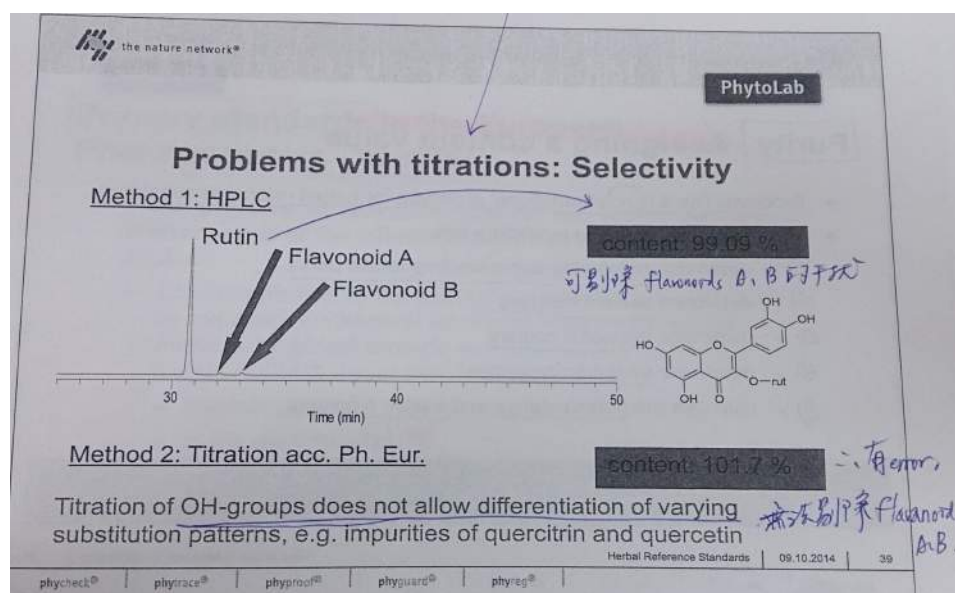 the nature network®
PhytoLab
Problems with titrations: Selectivity
Method 1: HPLC
Rutin
Flavonoid A
Flavonoid B
content: 99.09 %
可剔除 flavanoids A、B 的干扰
OH
OH
HO
O
O-rut
OH
O
30
40
50
Time (min)
Method 2: Titration acc. Ph. Eur.
content: 101.7 %
∴有error,
Titration of OH-groups does not allow differentiation of varying
無法剔除 flavanoid
substitution patterns, e.g. impurities of quercitrin and quercetin
A、B
Herbal Reference Standards
09.10.2014
39
phycheck®
phytrace®
phyproof®
phyguard®
phyreg®